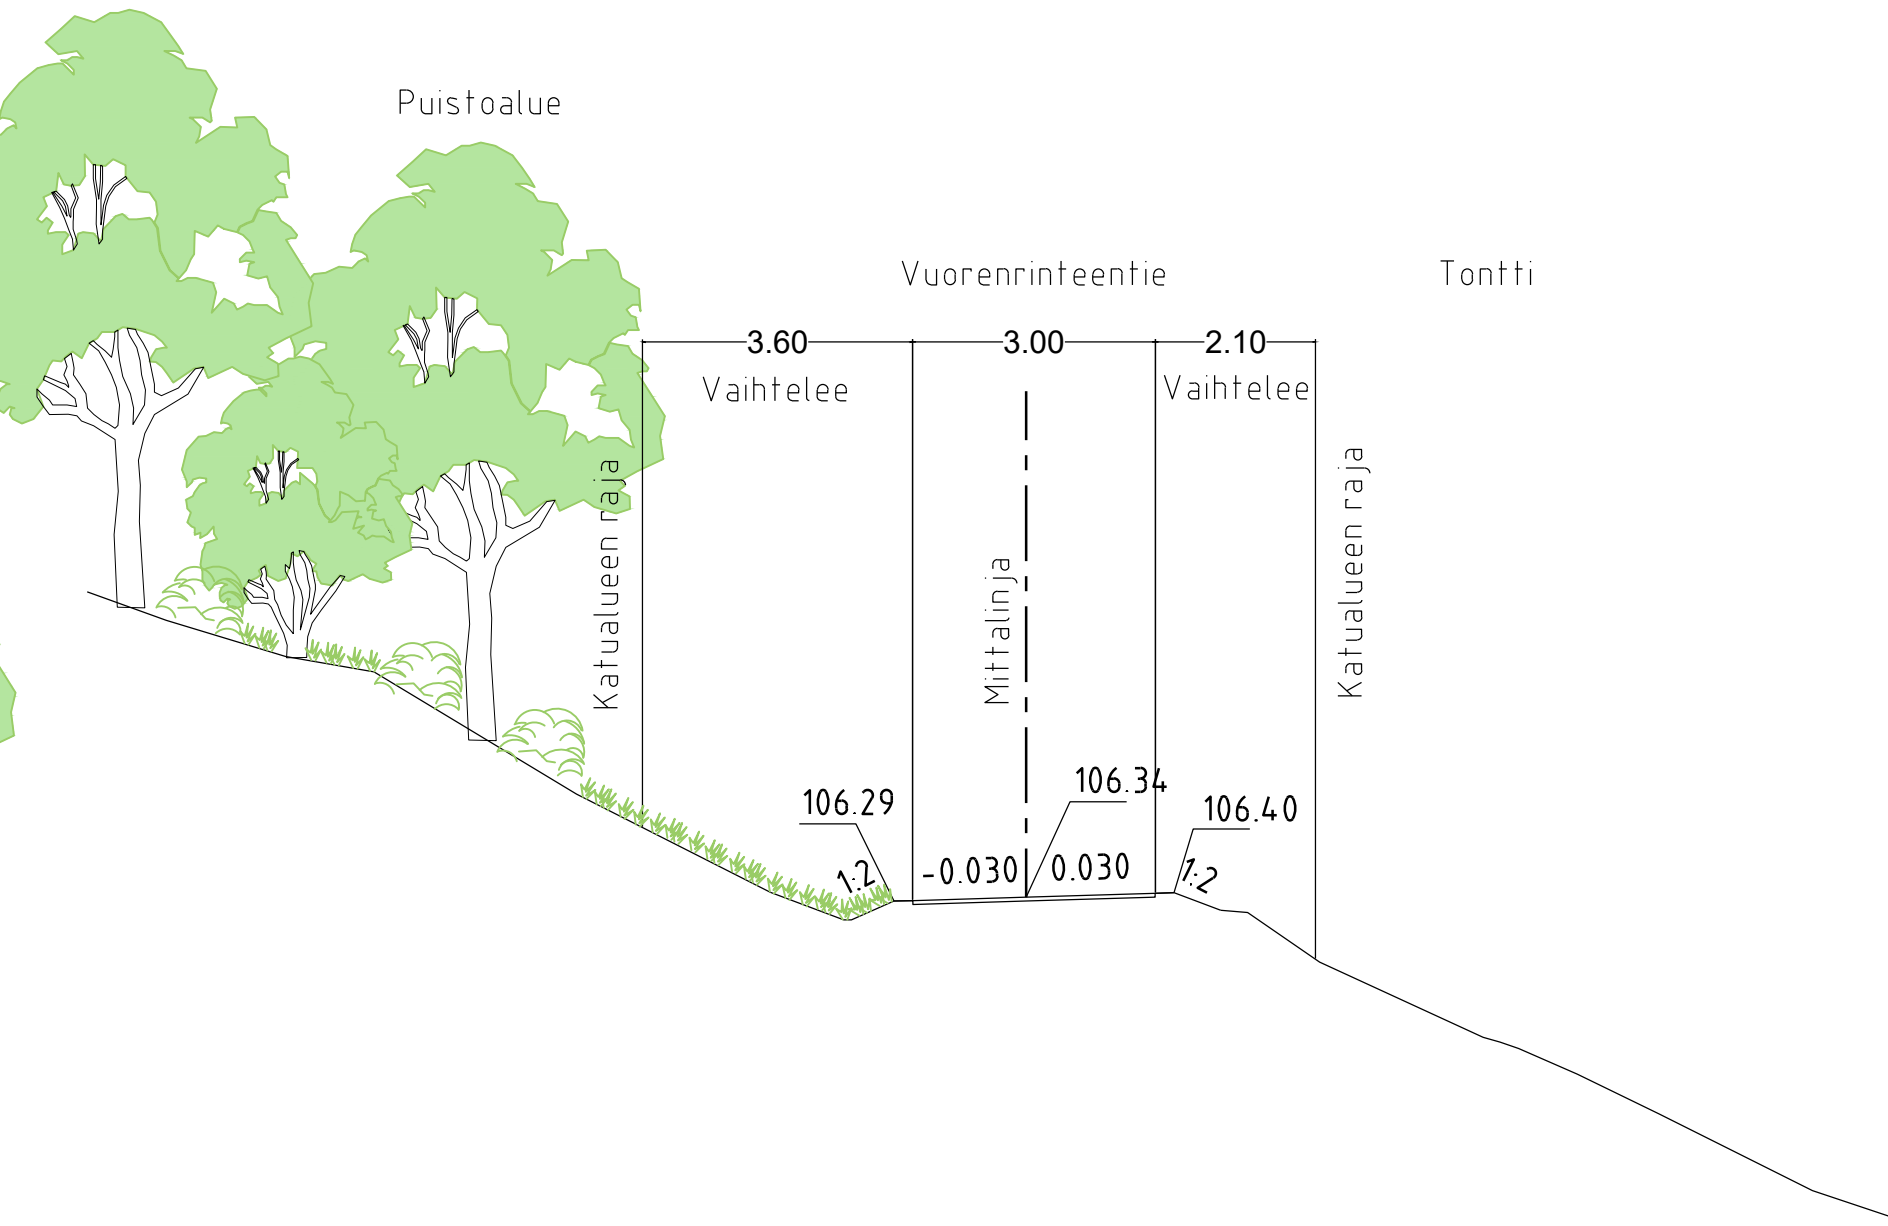 Puistoalue
Vuorenrinteentie
Tontti
3.60
3.00
2.10
Vaihtelee
Vaihtelee
Katualueen raja
Mittalinja
Katualueen raja
106.29
106.34
106.40
1:2
-0.030
0.030
1:2